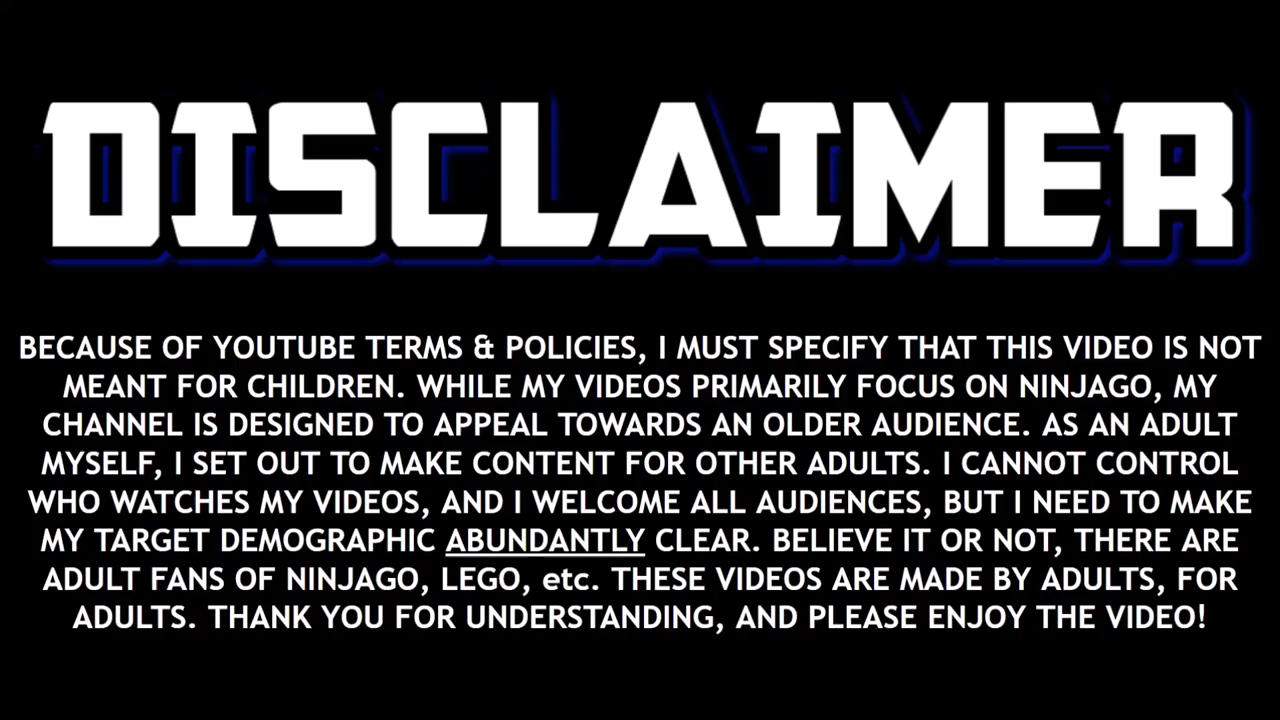 DISCLAIMER
BECAUSE OF YOUTUBE TERMS & POLICIES, I MUST SPECIFY THAT THIS VIDEO IS NOT
MEANT FOR CHILDREN. WHILE MY VIDEOS PRIMARILY FOCUS ON NINJAGO, MY
CHANNEL IS DESIGNED TO APPEAL TOWARDS AN OLDER AUDIENCE. AS AN ADULT
MYSELF, I SET OUT TO MAKE CONTENT FOR OTHER ADULTS. I CANNOT CONTROL
WHO WATCHES MY VIDEOS, AND I WELCOME ALL AUDIENCES, BUT I NEED TO MAKE
MY TARGET DEMOGRAPHIC ABUNDANTLY CLEAR. BELIEVE IT OR NOT, THERE ARE
ADULT FANS OF NINJAGO, LEGO, etc. THESE VIDEOS ARE MADE BY ADULTS, FOR
ADULTS. THANK YOU FOR UNDERSTANDING, AND PLEASE ENJOY THE VIDEO!